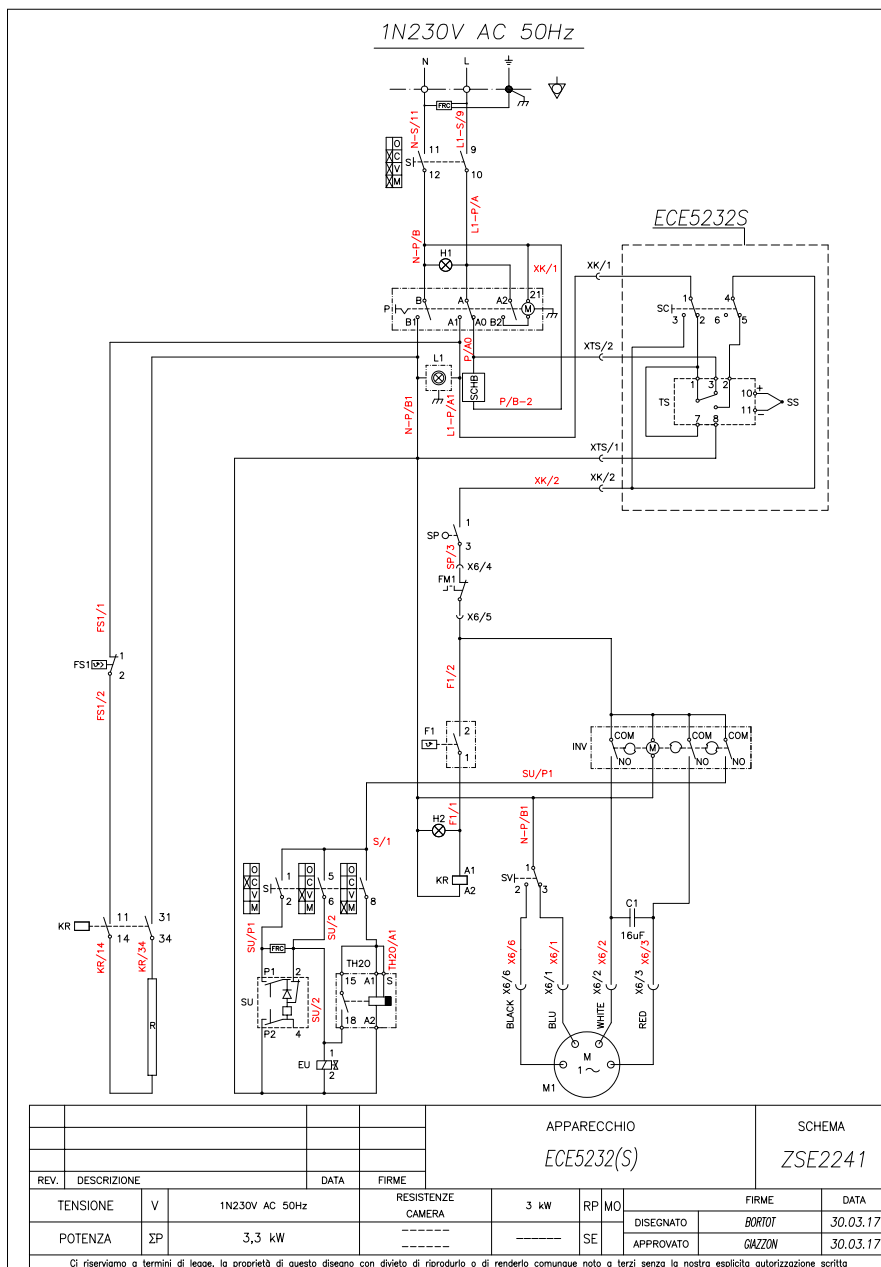 1N230V AC 50Hz
N L
FRC
N-S/11 L1-S/9
O
X C
X V
X M
S
11 9
12 10
N-P/B L1-P/A
ECE5232S
H1
XK/1 XK/1
P
B A A2 21
M
B1 A1 A0 B2
SC
1 4
3 2 6 5
L1
P/A0
XTS/2
SCHB
P/B-2
N-P/B1 L1-P/A1
TS
1 3 2
10 +
11 -
SS
7 8
XTS/1
XK/2 XK/2
SP
1
3
SP/3
X6/4
FM1
X6/5
FS1/1
FS1
1
2
FS1/2
F1/2
F1
2
1
INV
COM M COM COM
NO NO NO
SU/P1
F1/1
N-P/B1
H2
S/1
KR
A1
A2
SV
1
2 3
O
X C
V
M
S
1
2
O
C
X V
M
5
6
O
C
V
X M
8
C1
16uF
KR
11 31
14 34
KR/14 KR/34
SU/P1 SU/2
FRC
TH20/A1
X6/6 X6/1 X6/2 X6/3
X6/6 X6/1 X6/2 X6/3
BLACK BLU WHITE RED
R
SU
P1 2
P2 4
SU/2
TH20
15 A1 S
18 A2
EU
1
2
M
1
M1
APPARECCHIO SCHEMA
ECE5232(S) ZSE2241
REV. DESCRIZIONE DATA FIRME
TENSIONE V 1N230V AC 50Hz RESISTENZE CAMERA 3 kW RP MO FIRME DATA
DISEGNATO BORTOT 30.03.17
POTENZA ΣP 3,3 kW ------ ------ ------ SE
APPROVATO GIAZZON 30.03.17
Ci riserviamo a termini di legge, la proprietà di questo disegno con divieto di riprodurlo o di renderlo comunque noto a terzi senza la nostra esplicita autorizzazione scritta